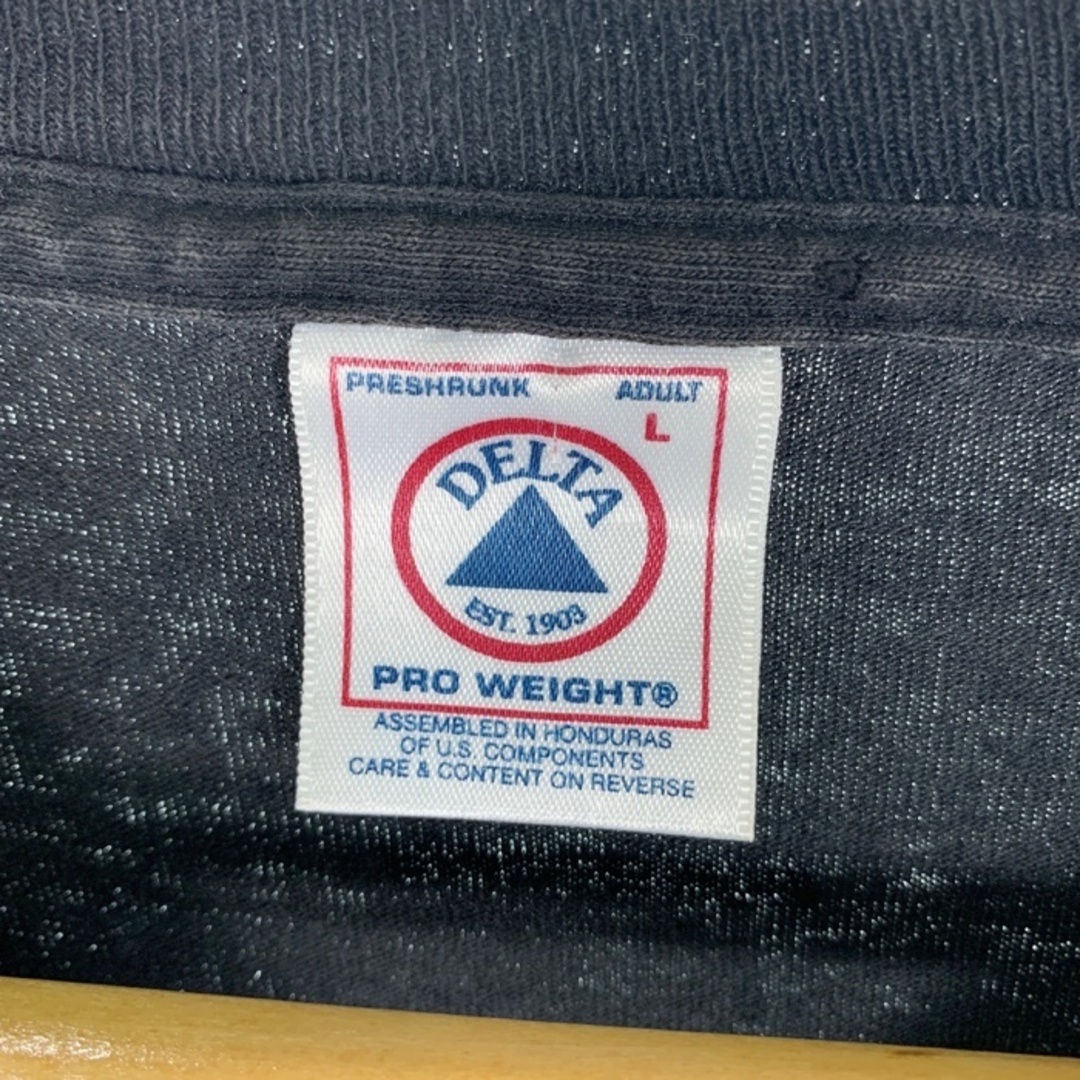 PRESHRUNK ADULT
L
DELTA
EST. 1903
PRO WEIGHT®
ASSEMBLED IN HONDURAS
OF U.S. COMPONENTS
CARE & CONTENT ON REVERSE